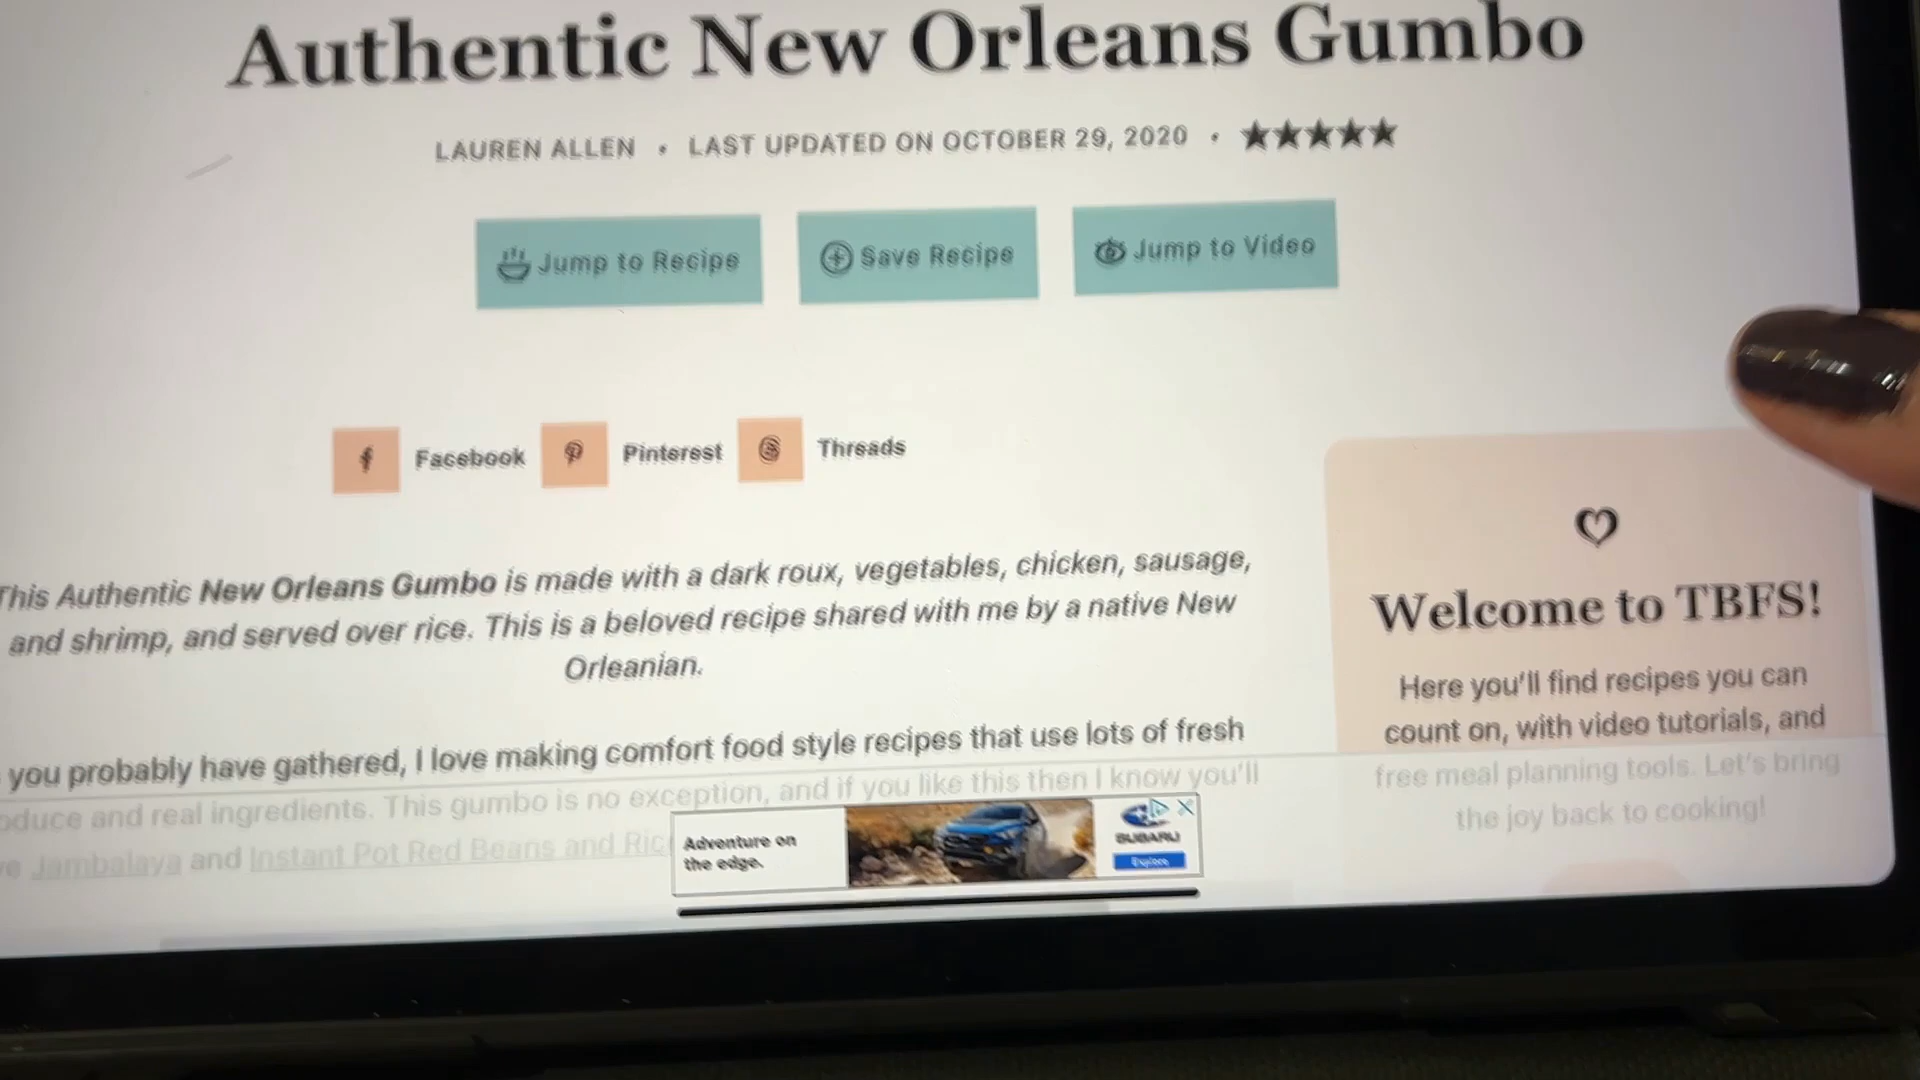 Authentic New Orleans Gumbo
LAUREN ALLEN • LAST UPDATED ON OCTOBER 29, 2020 • ★★★★★
Jump to Recipe
Save Recipe
Jump to Video
Facebook
Pinterest
Threads
This Authentic New Orleans Gumbo is made with a dark roux, vegetables, chicken, sausage,
and shrimp, and served over rice. This is a beloved recipe shared with me by a native New
Orleanian.
you probably have gathered, I love making comfort food style recipes that use lots of fresh
oduce and real ingredients. This gumbo is no exception, and if you like this then I know you'll
Jambalaya and Instant Pot Red Beans and Ric
Welcome to TBFS!
Here you'll find recipes you can
count on, with video tutorials, and
free meal planning tools. Let's bring
the joy back to cooking!
Adventure on
the edge.
SUBARU
Explore